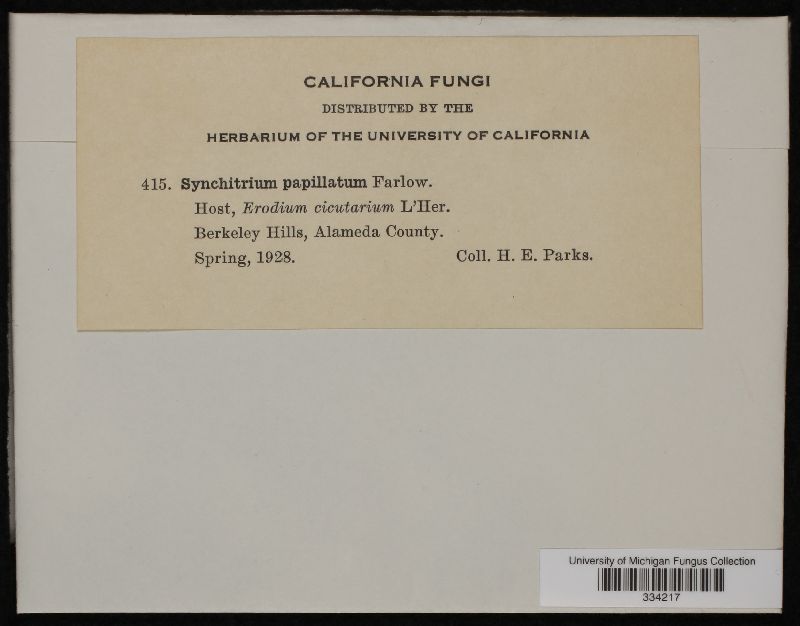 CALIFORNIA FUNGI
DISTRIBUTED BY THE
HERBARIUM OF THE UNIVERSITY OF CALIFORNIA
415. Synchitrium papillatum Farlow.
Host, Erodium cicutarium L'Her.
Berkeley Hills, Alameda County.
Spring, 1928. Coll. H. E. Parks.
University of Michigan Fungus Collection
334217